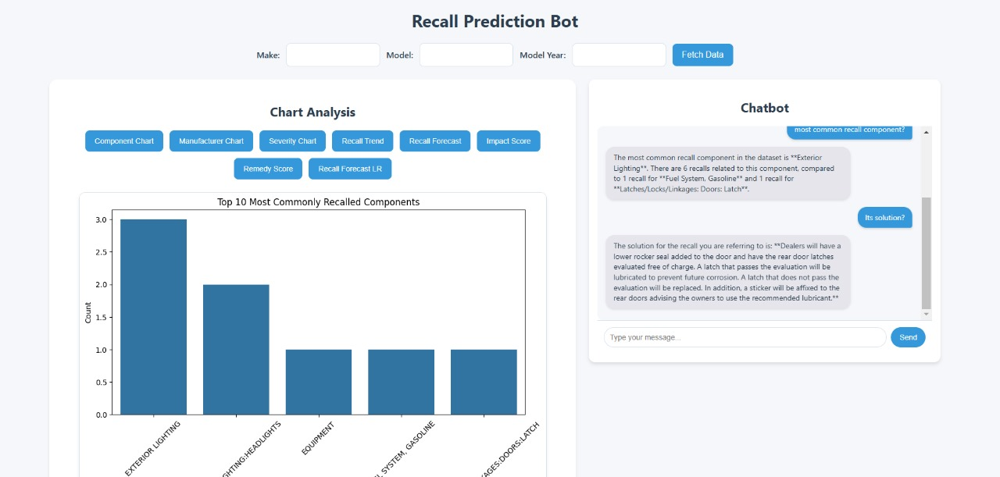 Recall Prediction Bot
Make: Model: Model Year: Fetch Data
Chart Analysis
Component Chart Manufacturer Chart Severity Chart Recall Trend Recall Forecast Impact Score
Remedy Score Recall Forecast LR
Top 10 Most Commonly Recalled Components
3.0
2.5
2.0
1.5
1.0
0.5
0.0
Count
EXTERIOR LIGHTING
GHTING:HEADLIGHTS
EQUIPMENT
SYSTEM, GASOLINE
AGES:DOORS:LATCH
Chatbot
most common recall component?
The most common recall component in the dataset is **Exterior
Lighting**. There are 6 recalls related to this component, compared
to 1 recall for **Fuel System, Gasoline** and 1 recall for
**Latches/Locks/Linkages: Doors: Latch**.
Its solution?
The solution for the recall you are referring to is: **Dealers will have a
lower rocker seal added to the door and have the rear door latches
evaluated free of charge. A latch that passes the evaluation will be
lubricated to prevent future corrosion. A latch that does not pass the
evaluation will be replaced. In addition, a sticker will be affixed to the
rear doors advising the owners to use the recommended lubricant.**
Type your message...
Send